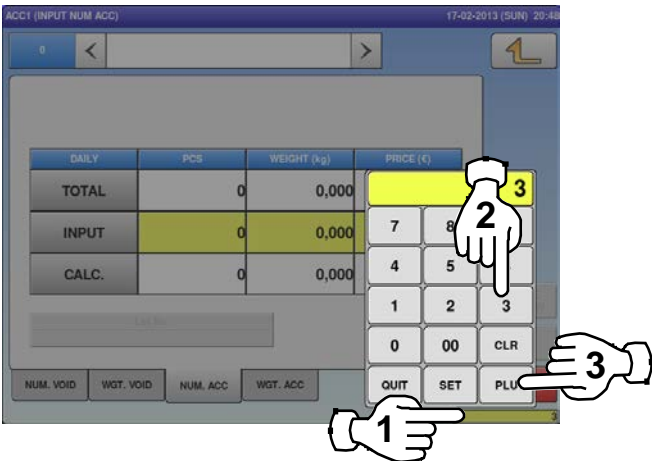 ACC1 (INPUT NUM ACC) 17-02-2013 (SUN) 20:48
0 < >
DAILY PCS WEIGHT (kg) PRICE (€)
TOTAL 0 0,000
INPUT 0 0,000
CALC. 0 0,000
3
7 8
4 5
1 2 3
0 00 CLR
QUIT SET PLU
2
3
1
NUM. VOID WGT. VOID NUM. ACC WGT. ACC
3